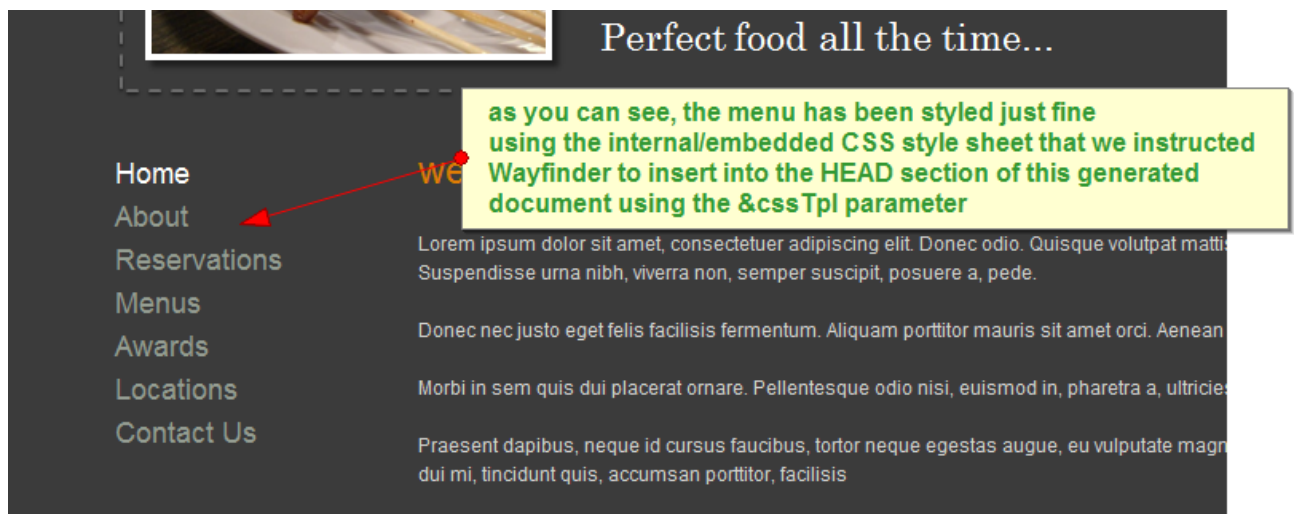 Perfect food all the time...
as you can see, the menu has been styled just fine
using the internal/embedded CSS style sheet that we instructed
Wayfinder to insert into the HEAD section of this generated
document using the &cssTpl parameter
Home
About
Reservations
Menus
Awards
Locations
Contact Us
Lorem ipsum dolor sit amet, consectetuer adipiscing elit. Donec odio. Quisque volutpat mattis
Suspendisse urna nibh, viverra non, semper suscipit, posuere a, pede.
Donec nec justo eget felis facilisis fermentum. Aliquam porttitor mauris sit amet orci. Aenean
Morbi in sem quis dui placerat ornare. Pellentesque odio nisi, euismod in, pharetra a, ultricies
Praesent dapibus, neque id cursus faucibus, tortor neque egestas augue, eu vulputate magn
dui mi, tincidunt quis, accumsan porttitor, facilisis